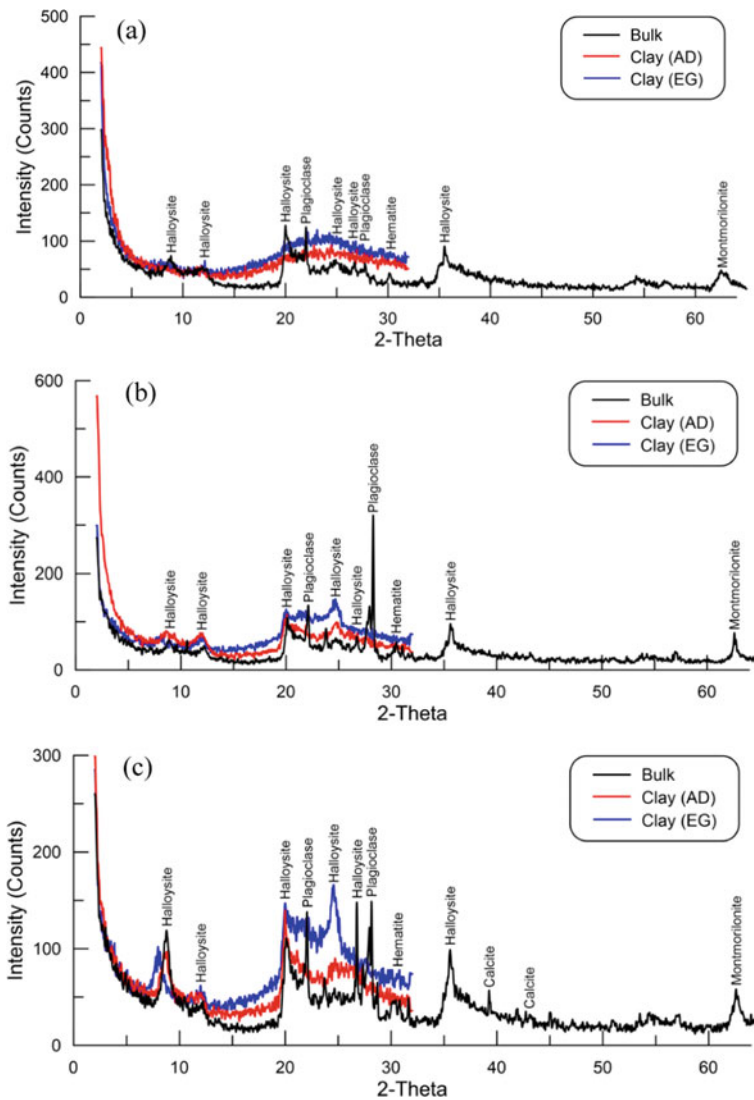 (a)
Bulk
Clay (AD)
Clay (EG)
Intensity (Counts)
500
400
300
200
100
0
Halloysite
Halloysite
Halloysite
Plagioclase
Halloysite
Halloysite
Plagioclase
Hematite
Halloysite
Montmorilonite
0 10 20 30 40 50 60
2-Theta
(b)
Bulk
Clay (AD)
Clay (EG)
Intensity (Counts)
600
400
200
0
Halloysite
Halloysite
Halloysite
Plagioclase
Halloysite
Halloysite
Plagioclase
Hematite
Halloysite
Montmorilonite
0 10 20 30 40 50 60
2-Theta
(c)
Bulk
Clay (AD)
Clay (EG)
Intensity (Counts)
300
200
100
0
Halloysite
Halloysite
Halloysite
Plagioclase
Halloysite
Halloysite
Plagioclase
Hematite
Halloysite
Calcite
Calcite
Montmorilonite
0 10 20 30 40 50 60
2-Theta